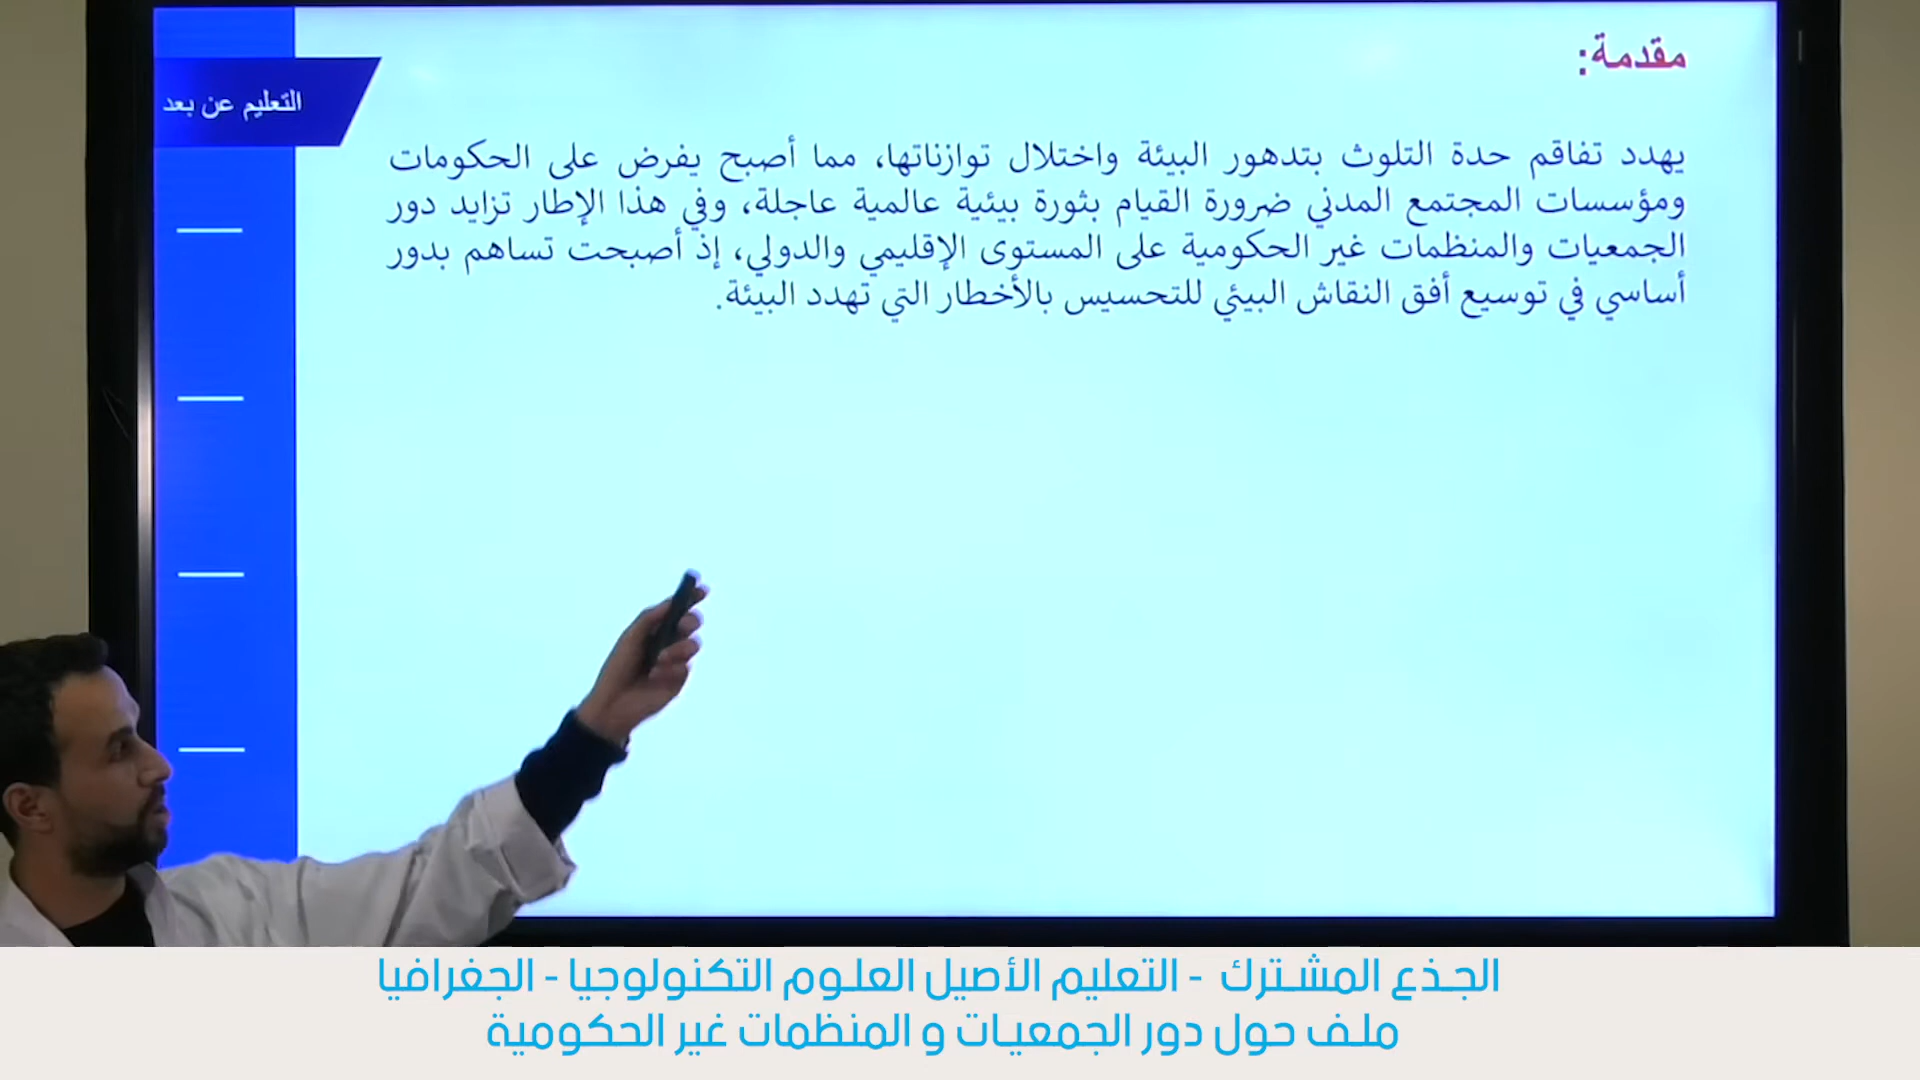 مقدمة:
التعليم عن بعد
يهدد تفاقم حدة التلوث بتدهور البيئة واختلال توازناتها، مما أصبح يفرض على الحكومات
ومؤسسات المجتمع المدني ضرورة القيام بثورة بيئية عالمية عاجلة، وفي هذا الإطار تزايد دور
الجمعيات والمنظمات غير الحكومية على المستوى الإقليمي والدولي، إذ أصبحت تساهم بدور
أساسي في توسيع أفق النقاش البيئي للتحسيس بالأخطار التي تهدد البيئة.
الجذع المشترك - التعليم الأصيل العلوم التكنولوجيا - الجغرافيا
ملف حول دور الجمعيات و المنظمات غير الحكومية